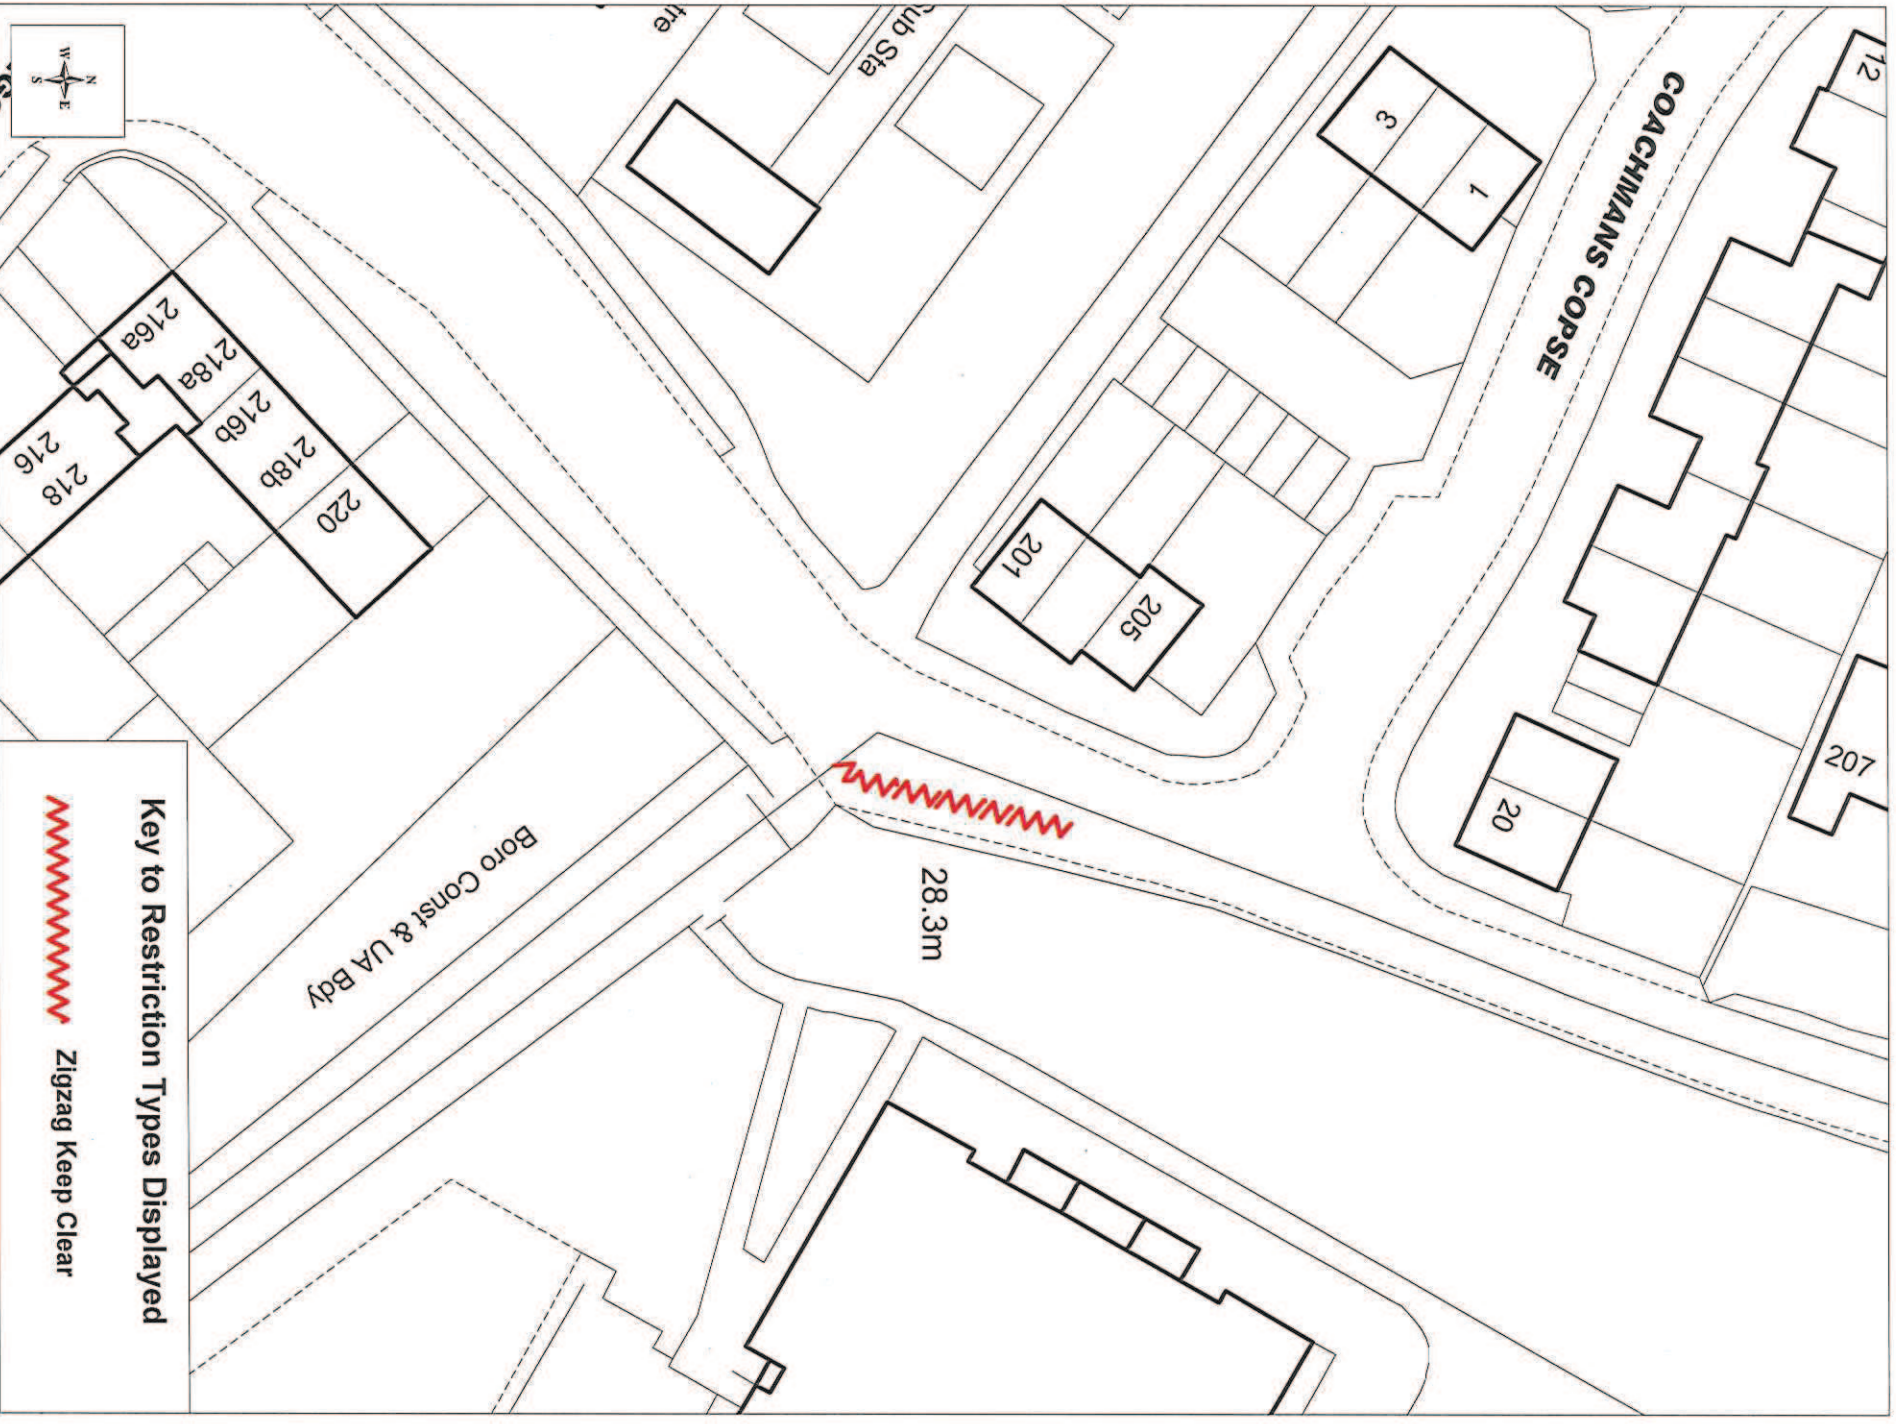 Sub Sta
tre
COACHMANS COPSE
12
3
1
207
20
201
205
216a
218a
216b
218b
220
216
218
28.3m
Boro Const & UA Bdy
N
W
E
S
Key to Restriction Types Displayed
Zigzag Keep Clear